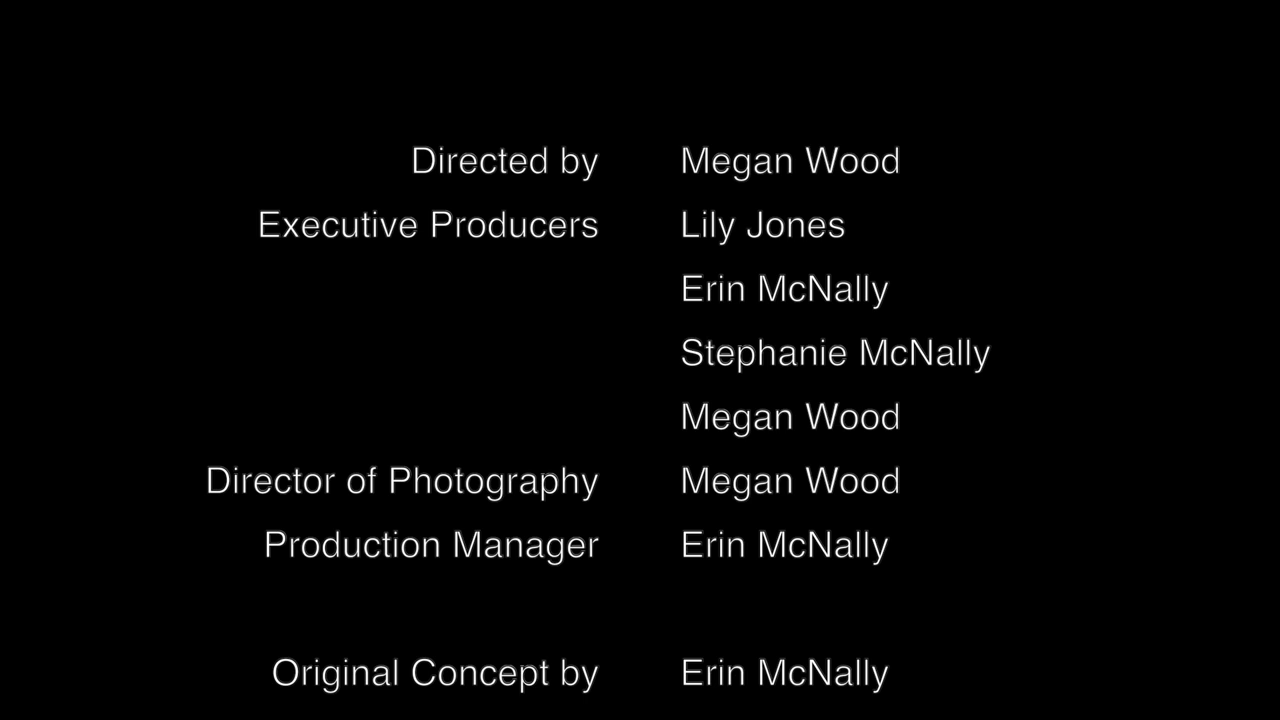 Directed by Megan Wood
Executive Producers Lily Jones
Erin McNally
Stephanie McNally
Megan Wood
Director of Photography Megan Wood
Production Manager Erin McNally
Original Concept by Erin McNally